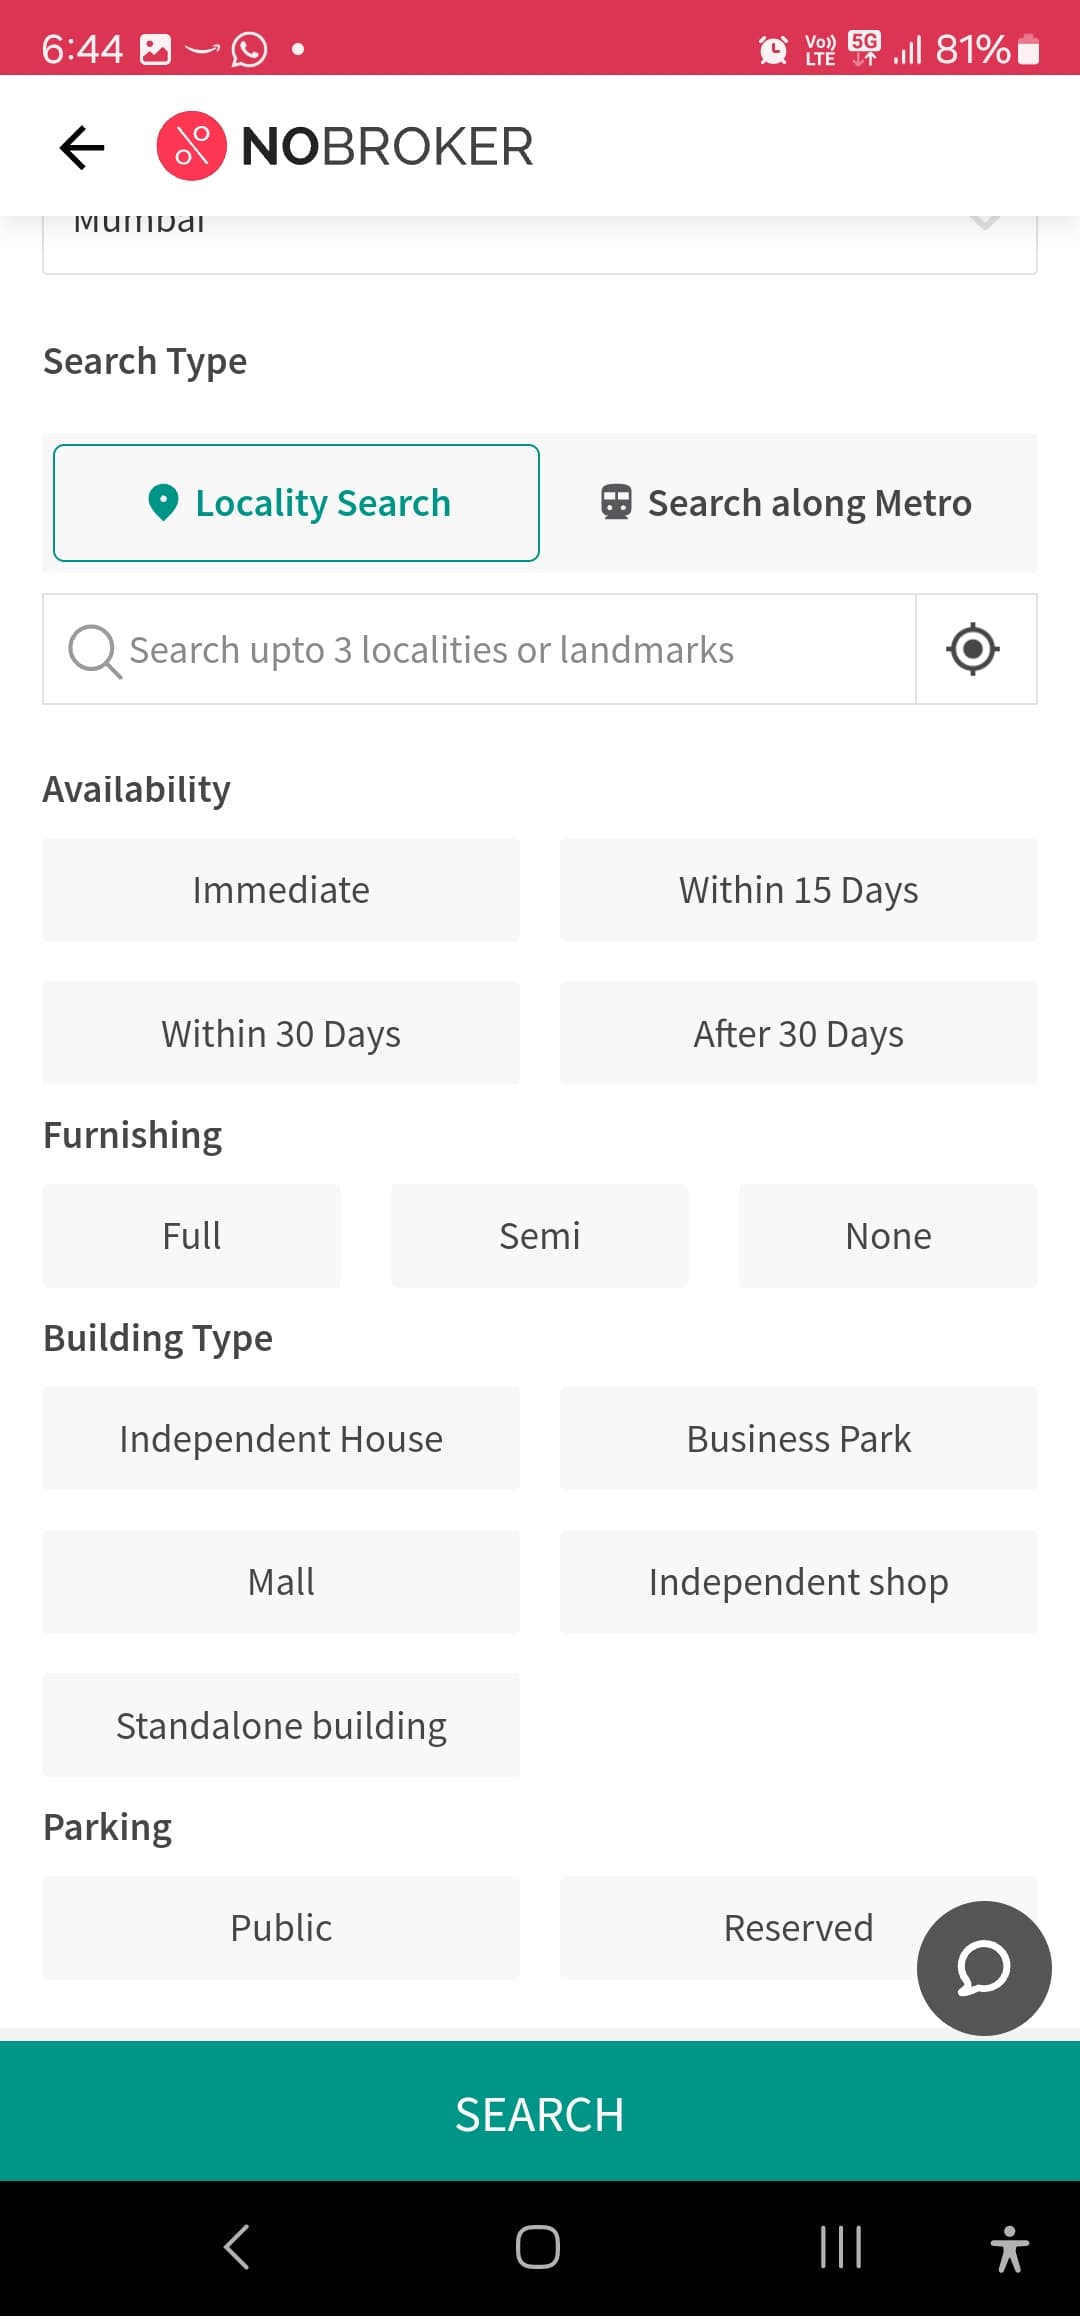 6:44 Vo)) LTE 5G 81%
NOBROKER
Mumbai
Search Type
Locality Search Search along Metro
Search upto 3 localities or landmarks
Availability
Immediate Within 15 Days
Within 30 Days After 30 Days
Furnishing
Full Semi None
Building Type
Independent House Business Park
Mall Independent shop
Standalone building
Parking
Public Reserved
SEARCH